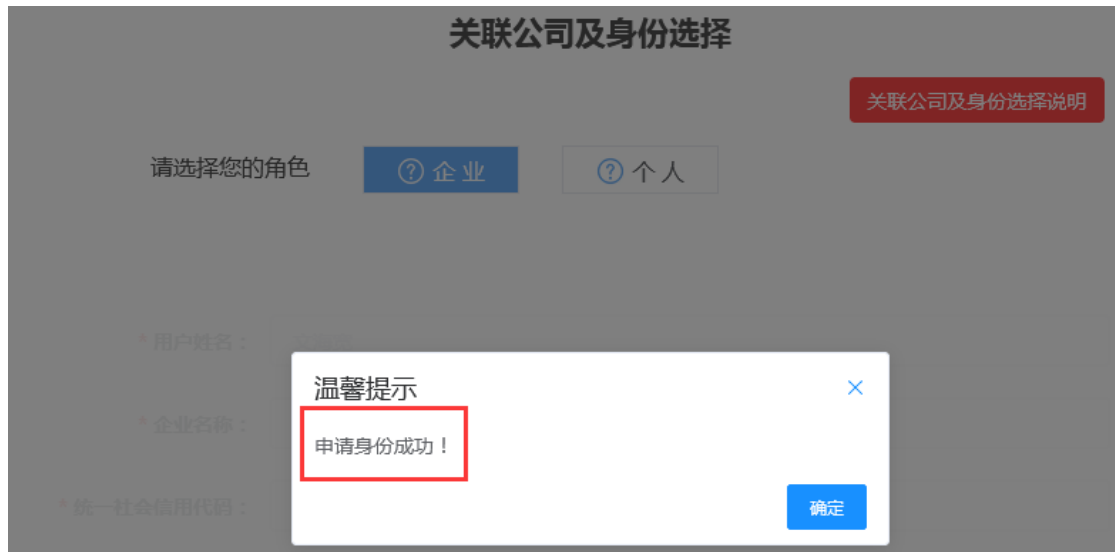 关联公司及身份选择
关联公司及身份选择说明
请选择您的角色 ? 企业 ? 个人
* 用户姓名：
温馨提示
* 企业名称：
申请身份成功！
* 统一社会信用代码：
确定